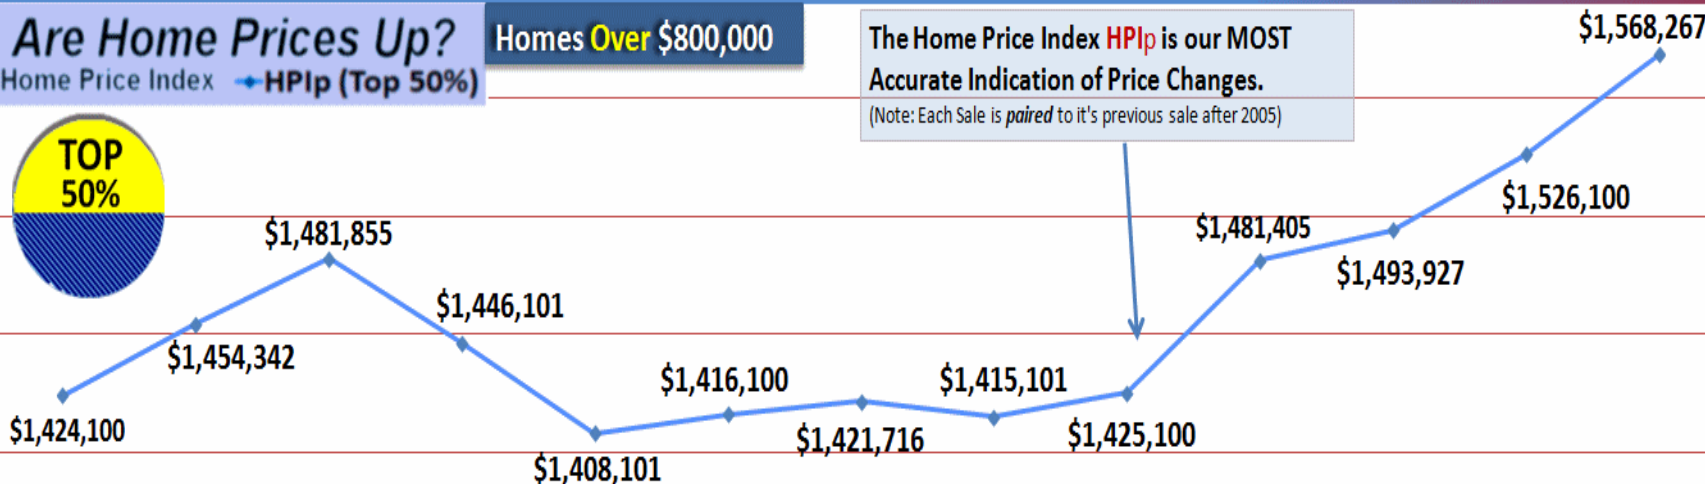 Are Home Prices Up?
Home Price Index HPIp (Top 50%)
Homes Over $800,000
The Home Price Index HPIp is our MOST
Accurate Indication of Price Changes.
(Note: Each Sale is paired to it's previous sale after 2005)
TOP
50%
$1,424,100
$1,454,342
$1,481,855
$1,446,101
$1,408,101
$1,416,100
$1,421,716
$1,415,101
$1,425,100
$1,481,405
$1,493,927
$1,526,100
$1,568,267